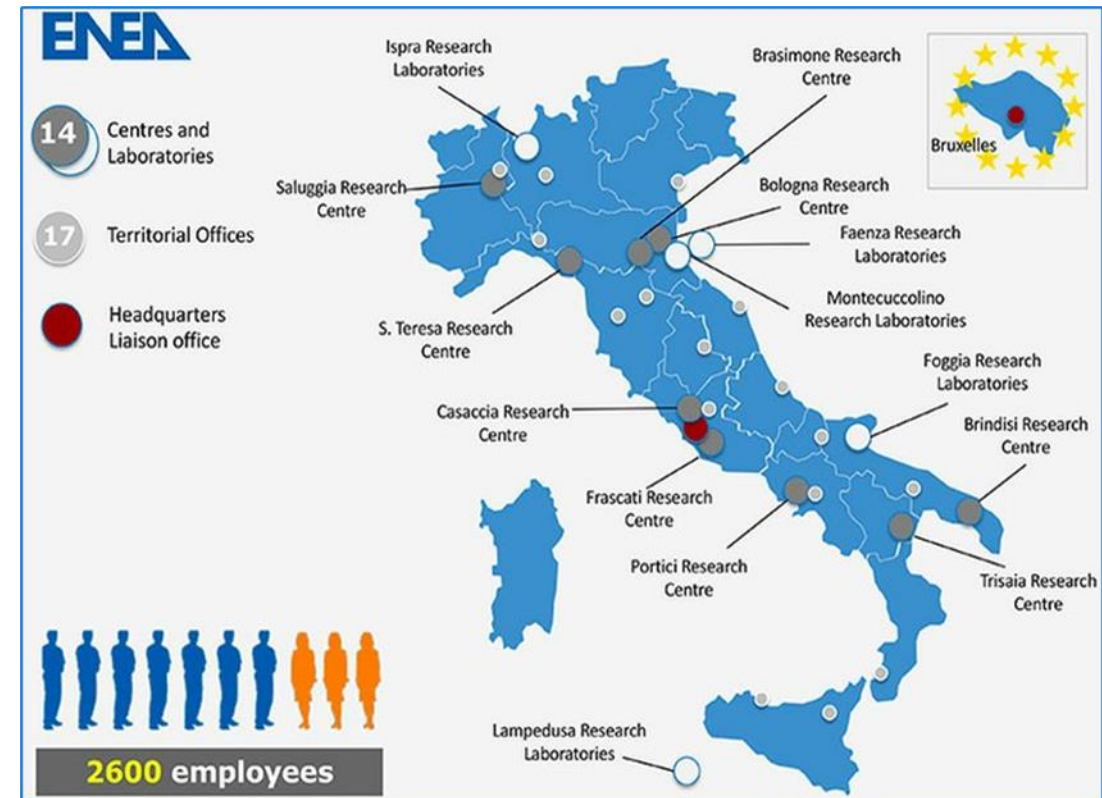 ENEA
14
Centres and
Laboratories
17
Territorial Offices
Headquarters
Liaison office
Ispra Research
Laboratories
Brasimone Research
Centre
Bruxelles
Saluggia Research
Centre
Bologna Research
Centre
Faenza Research
Laboratories
Montecuccolino
Research Laboratories
S. Teresa Research
Centre
Foggia Research
Laboratories
Casaccia Research
Centre
Brindisi Research
Centre
Frascati Research
Centre
Portici Research
Centre
Trisaia Research
Centre
Lampedusa Research
Laboratories
2600 employees